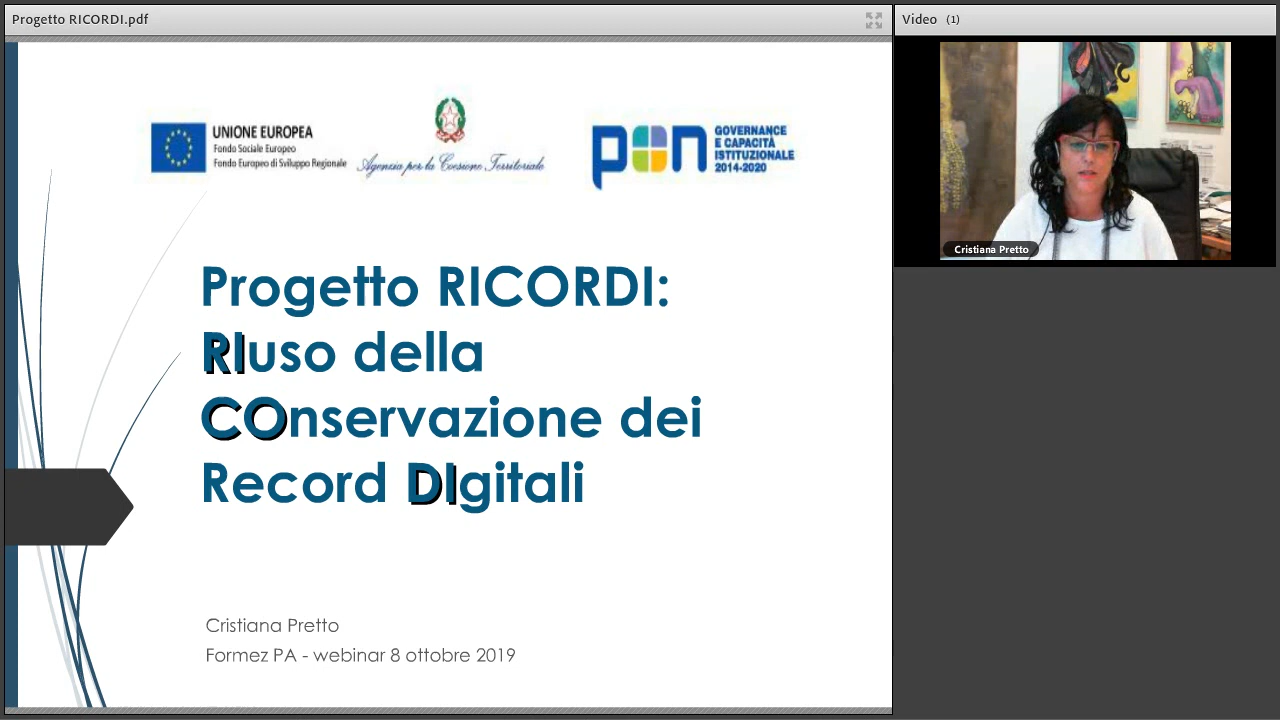 Progetto RICORDI.pdf
Video (1)
UNIONE EUROPEA
Fondo Sociale Europeo
Fondo Europeo di Sviluppo Regionale
Agenzia per la Coesione Territoriale
pon
GOVERNANCE
E CAPACITÀ
ISTITUZIONALE
2014-2020
Cristiana Pretto
Progetto RICORDI:
RIuso della
COnservazione dei
Record DIgitali
Cristiana Pretto
Formez PA - webinar 8 ottobre 2019